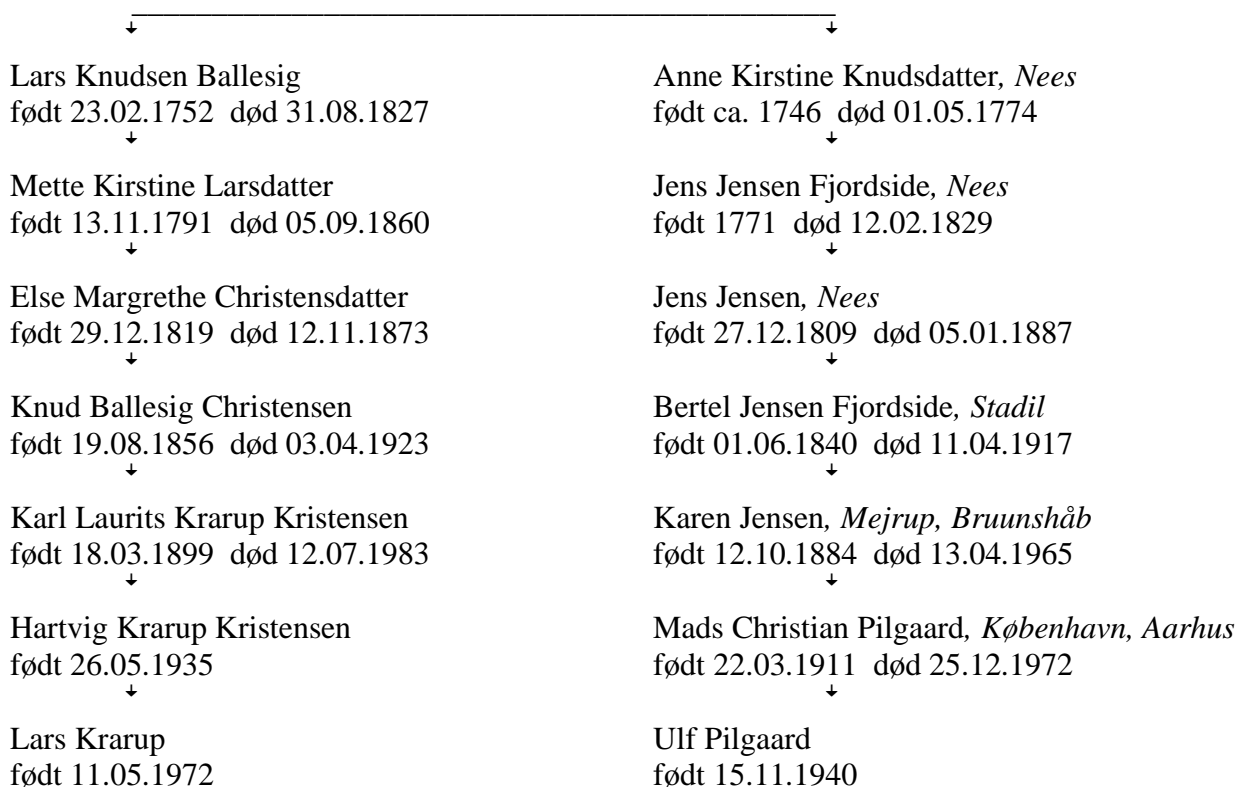 Lars Knudsen Ballesig
født 23.02.1752 død 31.08.1827
Mette Kirstine Larsdatter
født 13.11.1791 død 05.09.1860
Else Margrethe Christensdatter
født 29.12.1819 død 12.11.1873
Knud Ballesig Christensen
født 19.08.1856 død 03.04.1923
Karl Laurits Krarup Kristensen
født 18.03.1899 død 12.07.1983
Hartvig Krarup Kristensen
født 26.05.1935
Lars Krarup
født 11.05.1972
Anne Kirstine Knudsdatter, Nees
født ca. 1746 død 01.05.1774
Jens Jensen Fjordside, Nees
født 1771 død 12.02.1829
Jens Jensen, Nees
født 27.12.1809 død 05.01.1887
Bertel Jensen Fjordside, Stadil
født 01.06.1840 død 11.04.1917
Karen Jensen, Mejrup, Bruunshåb
født 12.10.1884 død 13.04.1965
Mads Christian Pilgaard, København, Aarhus
født 22.03.1911 død 25.12.1972
Ulf Pilgaard
født 15.11.1940